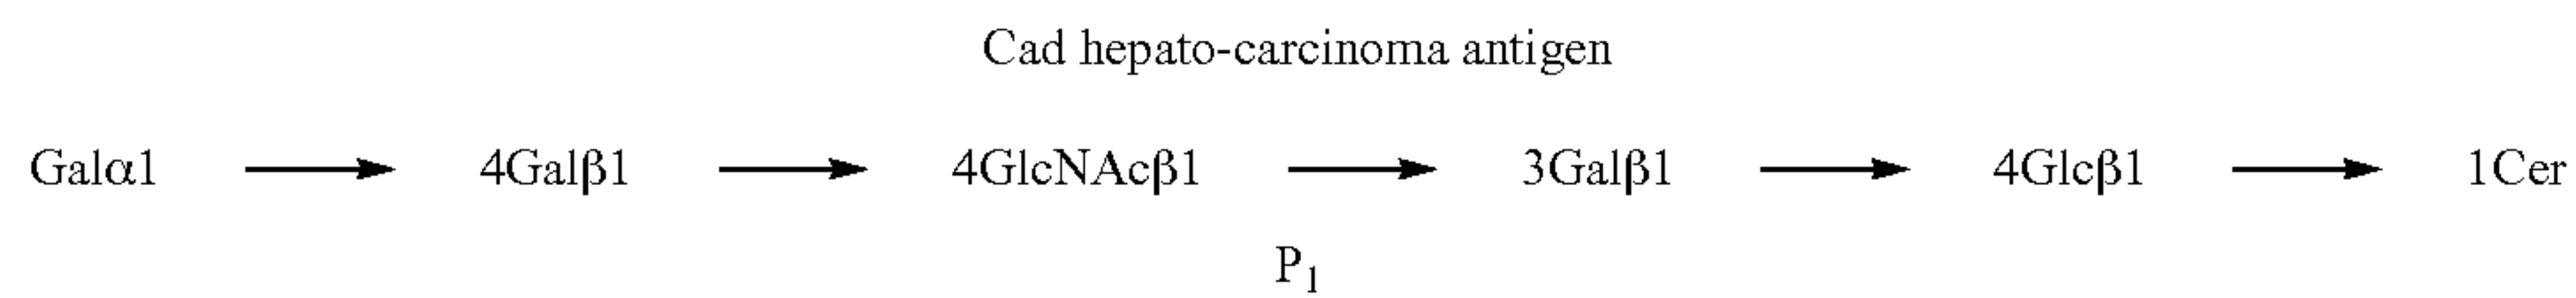 Cad hepato-carcinoma antigen
Galα1 ⟶ 4Galβ1 ⟶ 4GlcNAcβ1 ⟶ 3Galβ1 ⟶ 4Glcβ1 ⟶ 1Cer
P₁